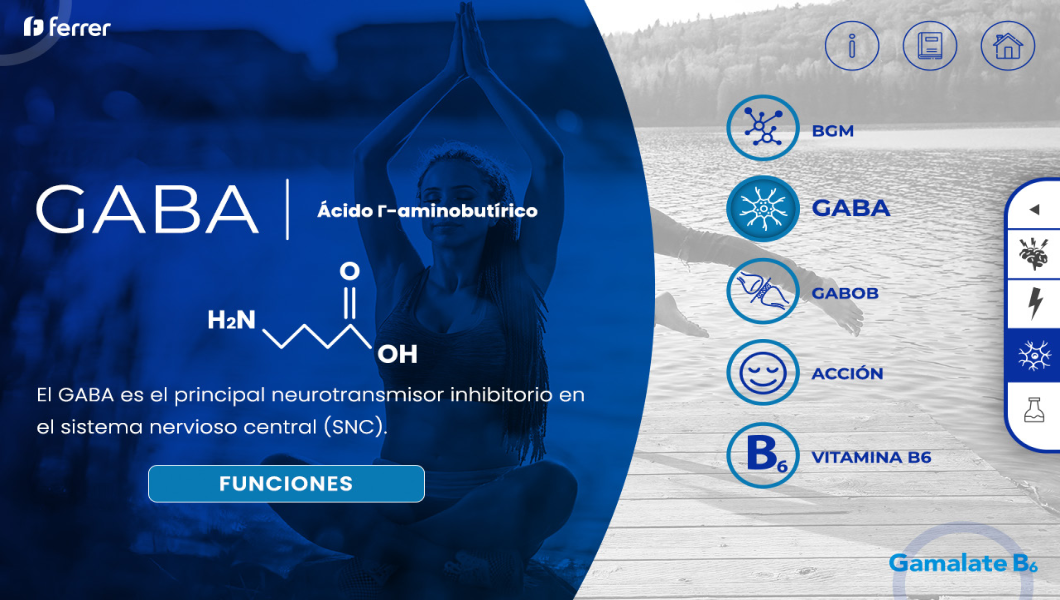 ferrer
GABA
Ácido Γ-aminobutírico
O
H₂N
OH
El GABA es el principal neurotransmisor inhibitorio en
el sistema nervioso central (SNC).
FUNCIONES
i
BGM
GABA
GABOB
ACCIÓN
B₆
VITAMINA B6
Gamalate B₆